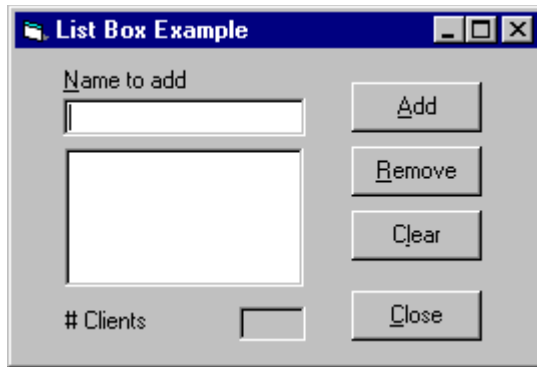 List Box Example
Name to add
Add
Remove
Clear
# Clients
Close